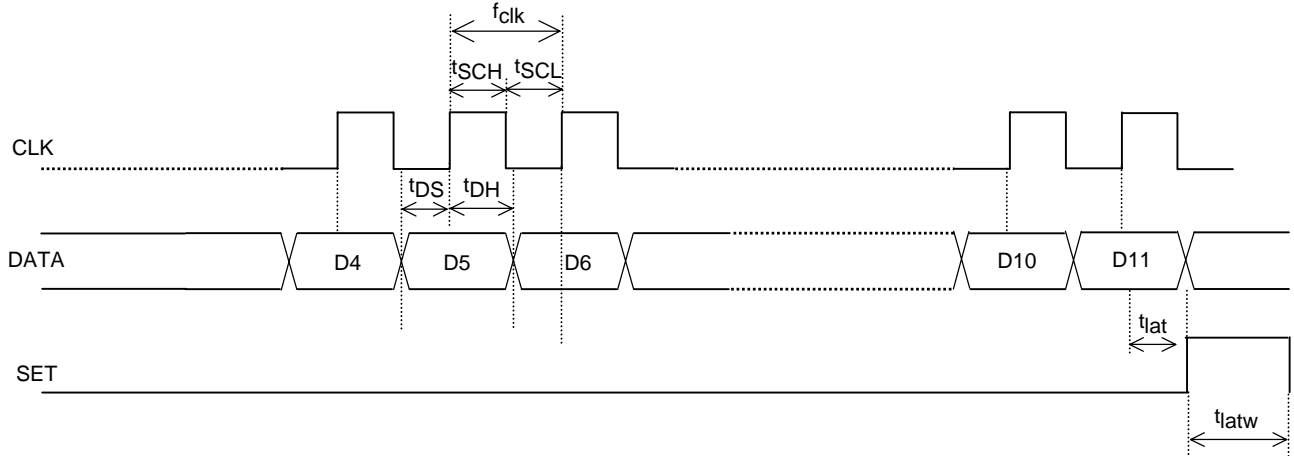 fclk
tSCH tSCL
CLK
tDS tDH
DATA D4 D5 D6 D10 D11
tlat
SET
tlatw